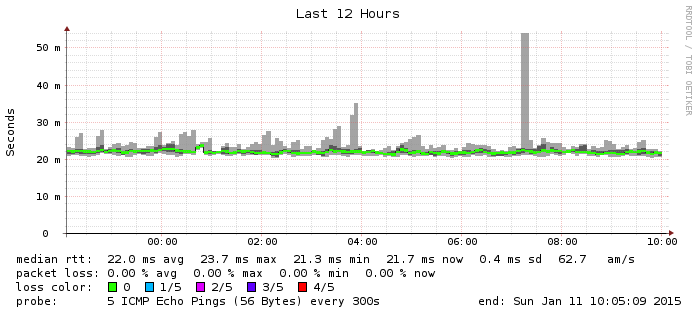 Last 12 Hours
RRDTOOL / TOBI OETIKER
Seconds
50 m
40 m
30 m
20 m
10 m
0
00:00 02:00 04:00 06:00 08:00 10:00
median rtt: 22.0 ms avg 23.7 ms max 21.3 ms min 21.7 ms now 0.4 ms sd 62.7 am/s
packet loss: 0.00 % avg 0.00 % max 0.00 % min 0.00 % now
loss color: 0 1/5 2/5 3/5 4/5
probe: 5 ICMP Echo Pings (56 Bytes) every 300s end: Sun Jan 11 10:05:09 2015